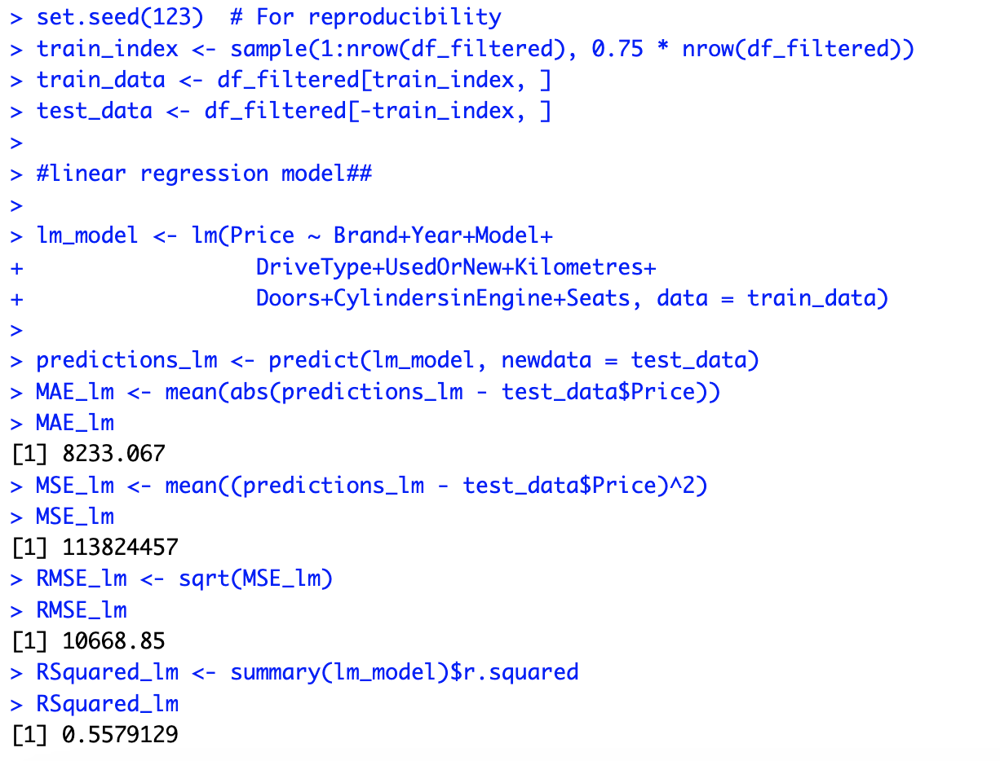 > set.seed(123)  # For reproducibility
> train_index <- sample(1:nrow(df_filtered), 0.75 * nrow(df_filtered))
> train_data <- df_filtered[train_index, ]
> test_data <- df_filtered[-train_index, ]
>
> #linear regression model##
>
> lm_model <- lm(Price ~ Brand+Year+Model+
+                  DriveType+UsedOrNew+Kilometres+
+                  Doors+CylindersinEngine+Seats, data = train_data)
>
> predictions_lm <- predict(lm_model, newdata = test_data)
> MAE_lm <- mean(abs(predictions_lm - test_data$Price))
> MAE_lm
[1] 8233.067
> MSE_lm <- mean((predictions_lm - test_data$Price)^2)
> MSE_lm
[1] 113824457
> RMSE_lm <- sqrt(MSE_lm)
> RMSE_lm
[1] 10668.85
> RSquared_lm <- summary(lm_model)$r.squared
> RSquared_lm
[1] 0.5579129